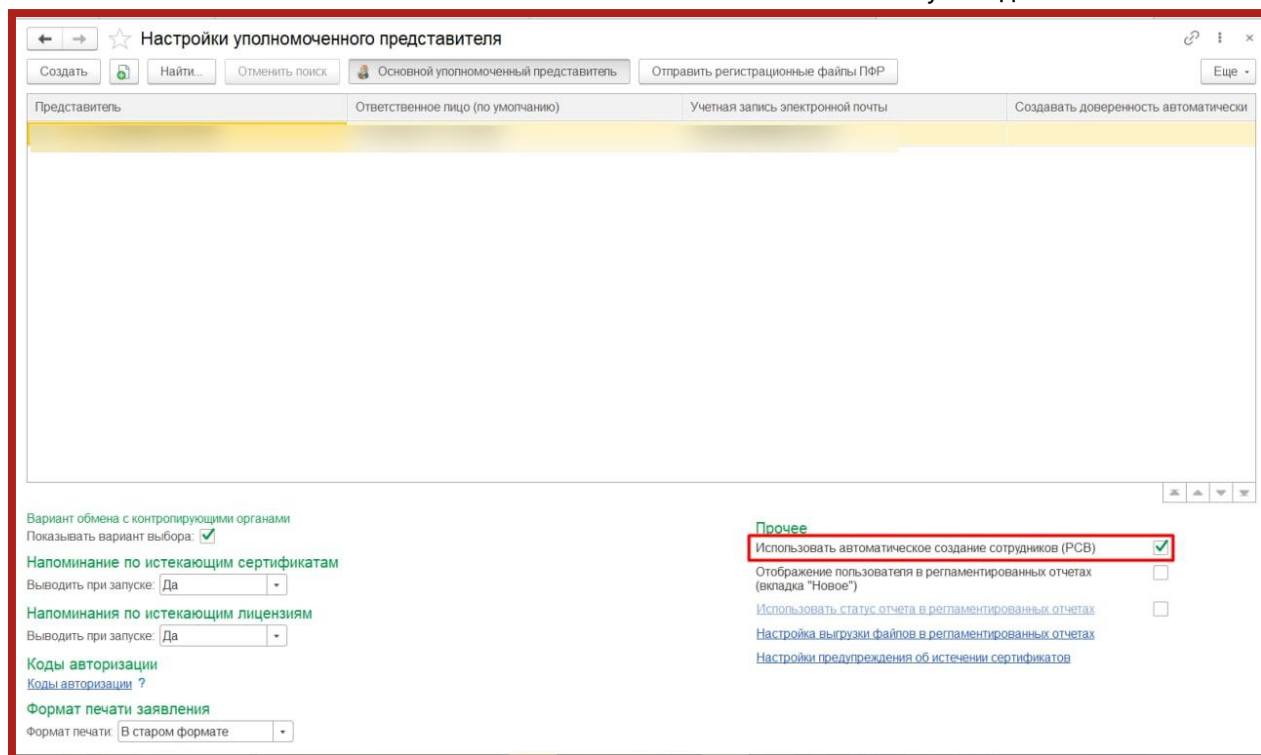 Настройки уполномоченного представителя
Создать Найти... Отменить поиск Основной уполномоченный представитель Отправить регистрационные файлы ПФР Еще
Представитель Ответственное лицо (по умолчанию) Учетная запись электронной почты Создавать доверенность автоматически
Вариант обмена с контролирующими органами
Показывать вариант выбора:
Напоминание по истекающим сертификатам
Выводить при запуске: Да
Напоминания по истекающим лицензиям
Выводить при запуске: Да
Коды авторизации
Коды авторизации ?
Формат печати заявления
Формат печати: В старом формате
Прочее
Использовать автоматическое создание сотрудников (РСВ)
Отображение пользователя в регламентированных отчетах
(вкладка "Новое")
Использовать статус отчета в регламентированных отчетах
Настройка выгрузки файлов в регламентированных отчетах
Настройки предупреждения об истечении сертификатов